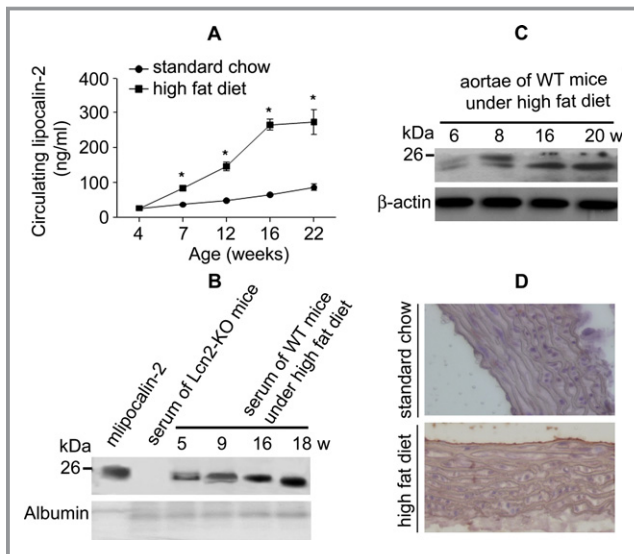 A
standard chow
high fat diet
Circulating lipocalin-2
(ng/ml)
400
300
200
100
0
*
*
*
*
4
7
12
16
22
Age (weeks)
B
mlipocalin-2
serum of Lcn2-KO mice
serum of WT mice
under high fat diet
kDa
5
9
16
18
w
26
Albumin
C
aortae of WT mice
under high fat diet
kDa
6
8
16
20
w
26
β-actin
D
standard chow
high fat diet